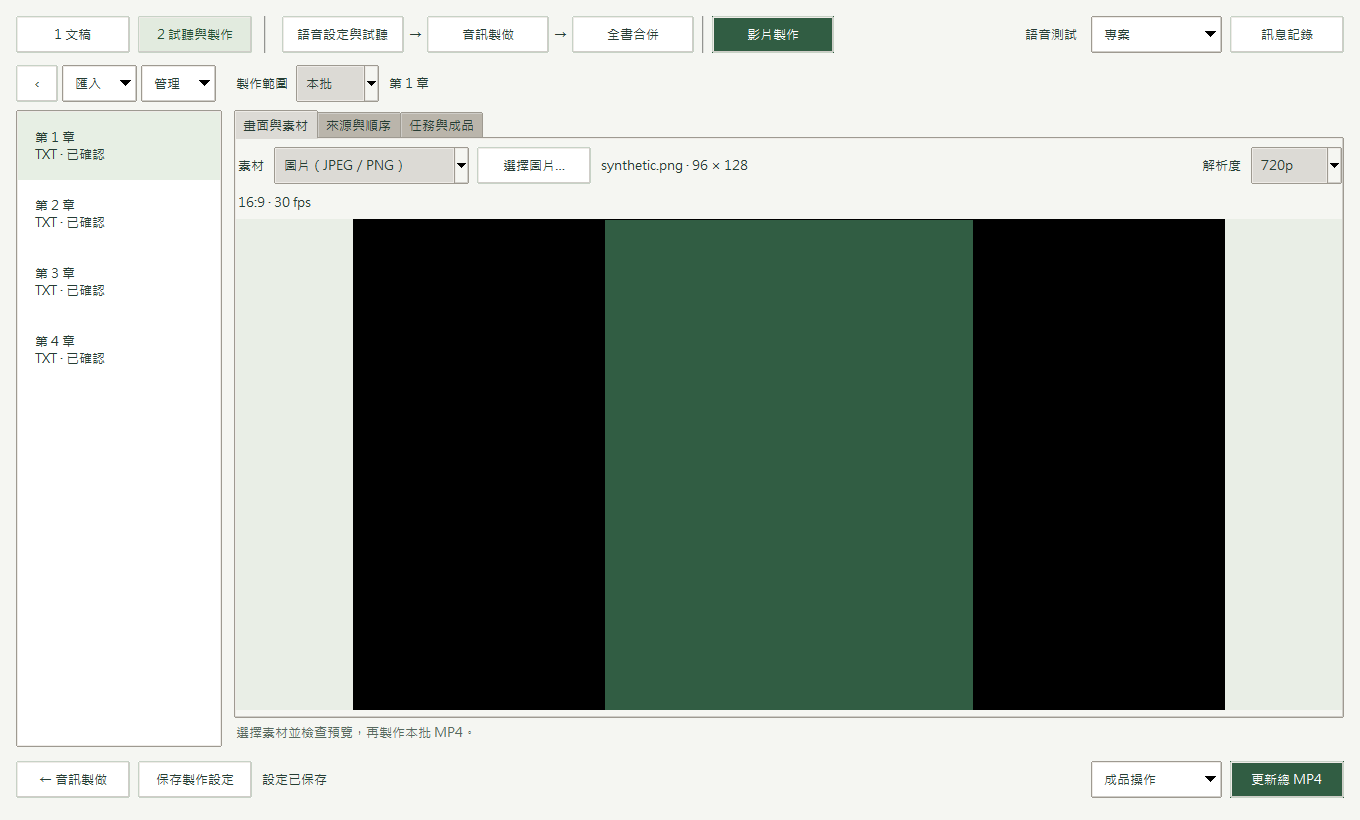 1 文稿
2 試聽與製作
語音設定與試聽
→
音訊製做
→
全書合併
影片製作
語音測試
專案
訊息記錄
‹
匯入
管理
製作範圍
本批
第 1 章
第 1 章
TXT · 已確認
第 2 章
TXT · 已確認
第 3 章
TXT · 已確認
第 4 章
TXT · 已確認
畫面與素材
來源與順序
任務與成品
素材
圖片（JPEG / PNG）
選擇圖片...
synthetic.png · 96 × 128
解析度
720p
16:9 · 30 fps
選擇素材並檢查預覽，再製作本批 MP4。
← 音訊製做
保存製作設定
設定已保存
成品操作
更新總 MP4